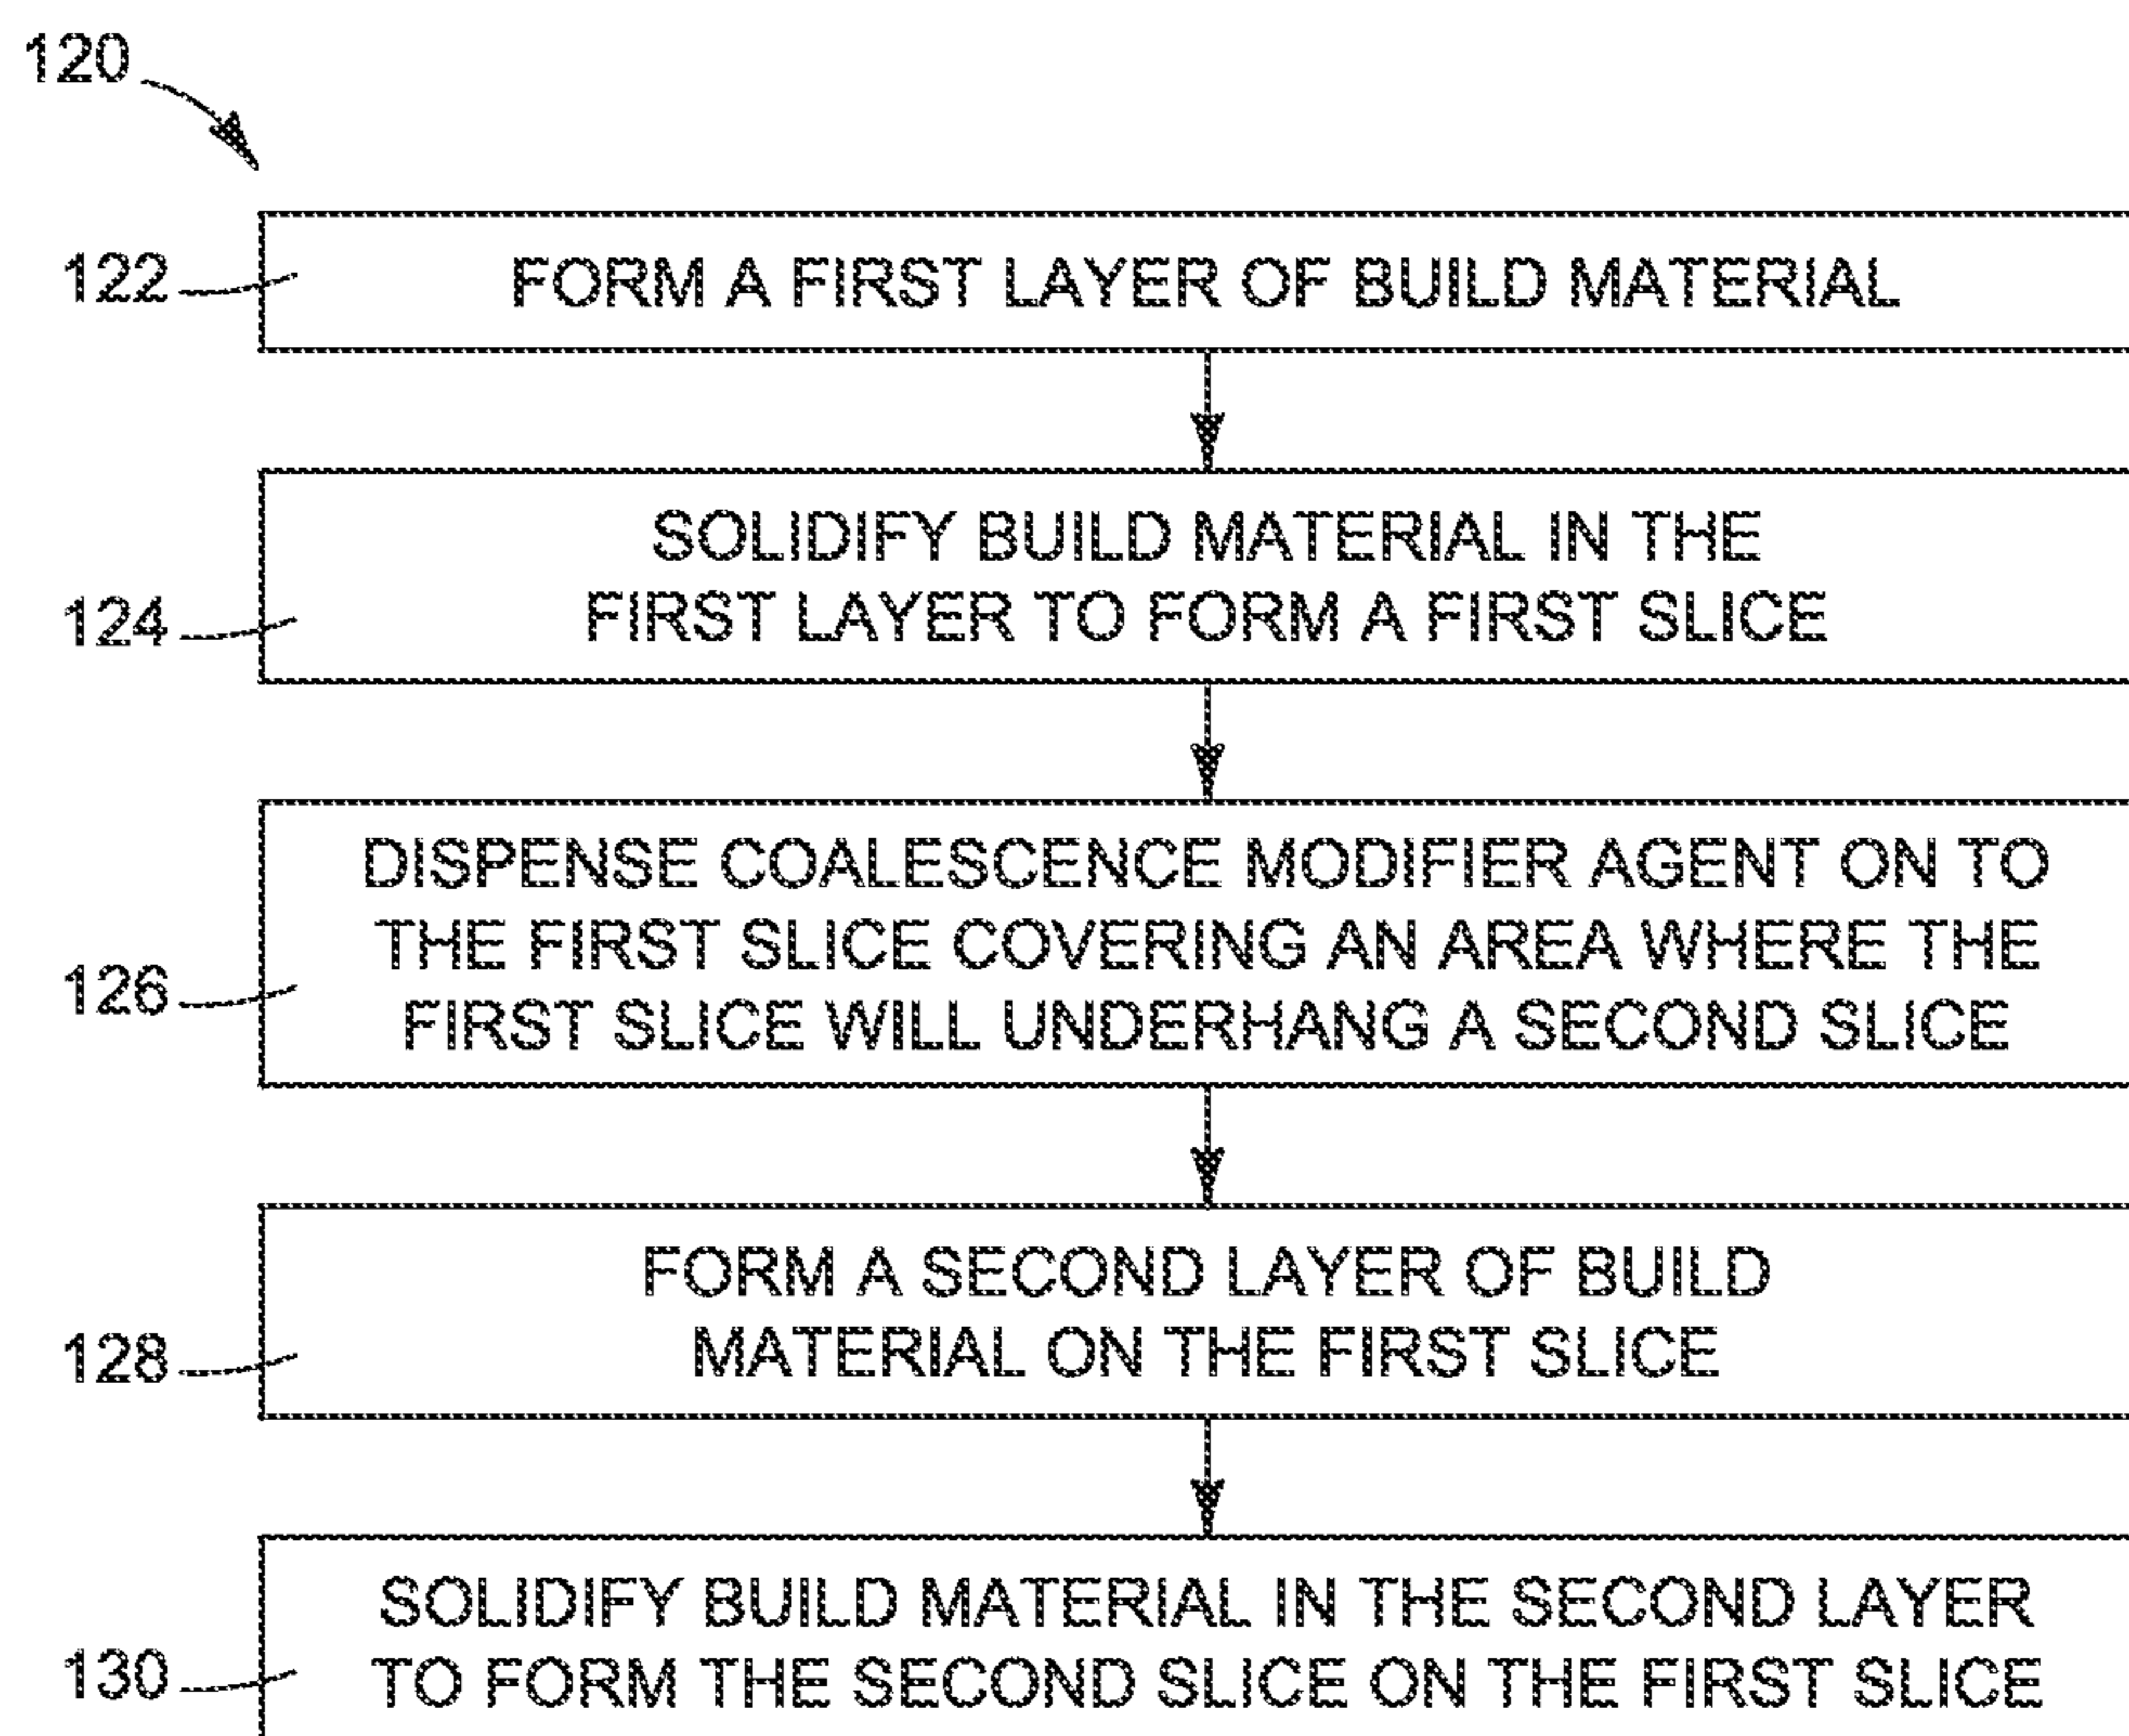 120
122
FORM A FIRST LAYER OF BUILD MATERIAL
SOLIDIFY BUILD MATERIAL IN THE
124
FIRST LAYER TO FORM A FIRST SLICE
DISPENSE COALESCENCE MODIFIER AGENT ON TO
THE FIRST SLICE COVERING AN AREA WHERE THE
126
FIRST SLICE WILL UNDERHANG A SECOND SLICE
FORM A SECOND LAYER OF BUILD
128
MATERIAL ON THE FIRST SLICE
SOLIDIFY BUILD MATERIAL IN THE SECOND LAYER
130
TO FORM THE SECOND SLICE ON THE FIRST SLICE